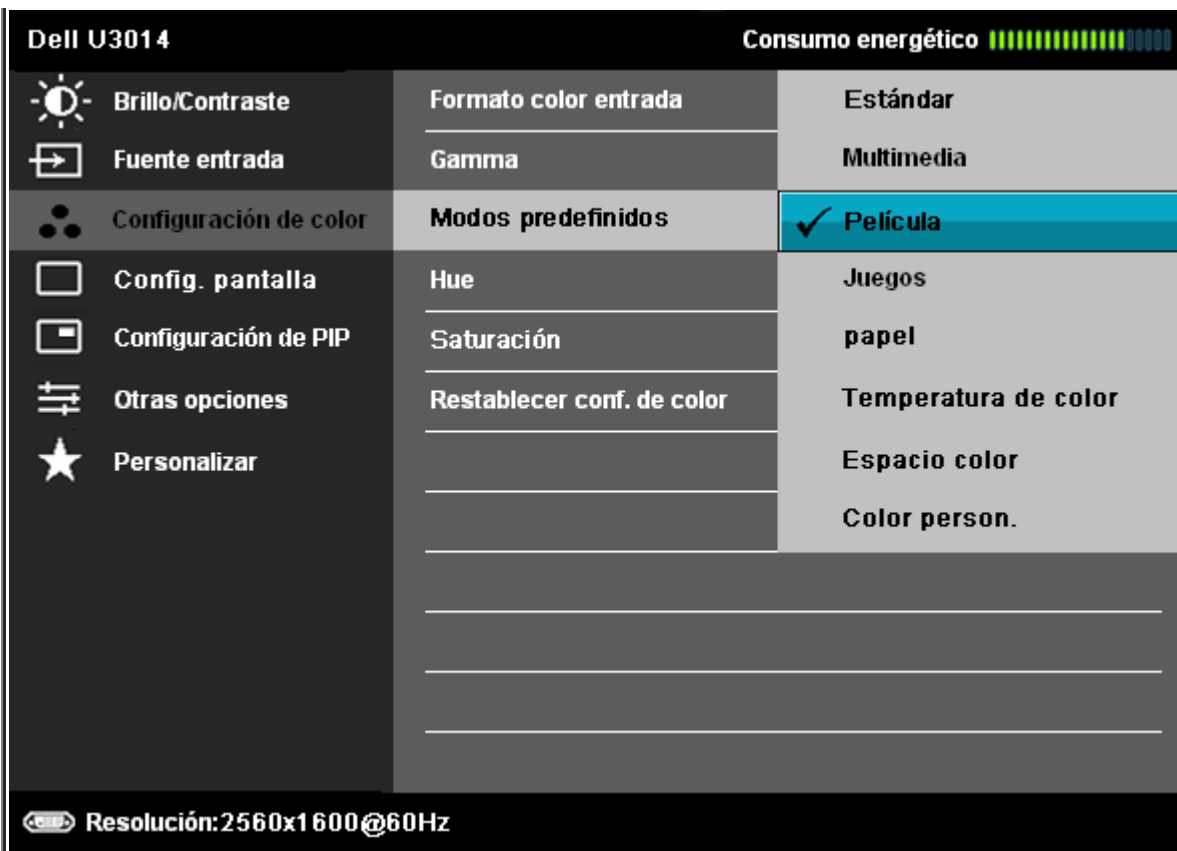 Dell U3014
Consumo energético
Brillo/Contraste
Formato color entrada
Estándar
Fuente entrada
Gamma
Multimedia
Configuración de color
Modos predefinidos
Película
Config. pantalla
Hue
Juegos
Configuración de PIP
Saturación
papel
Otras opciones
Restablecer conf. de color
Temperatura de color
Personalizar
Espacio color
Color person.
Resolución:2560x1600@60Hz